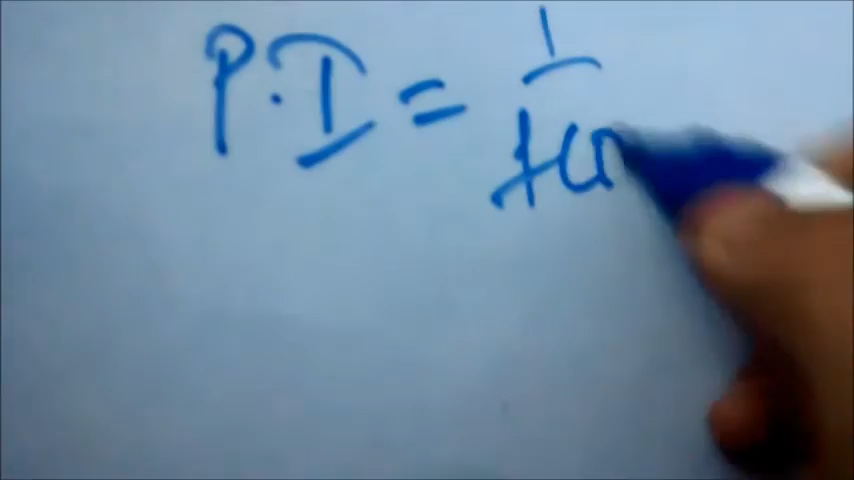 P.I = 1/f(